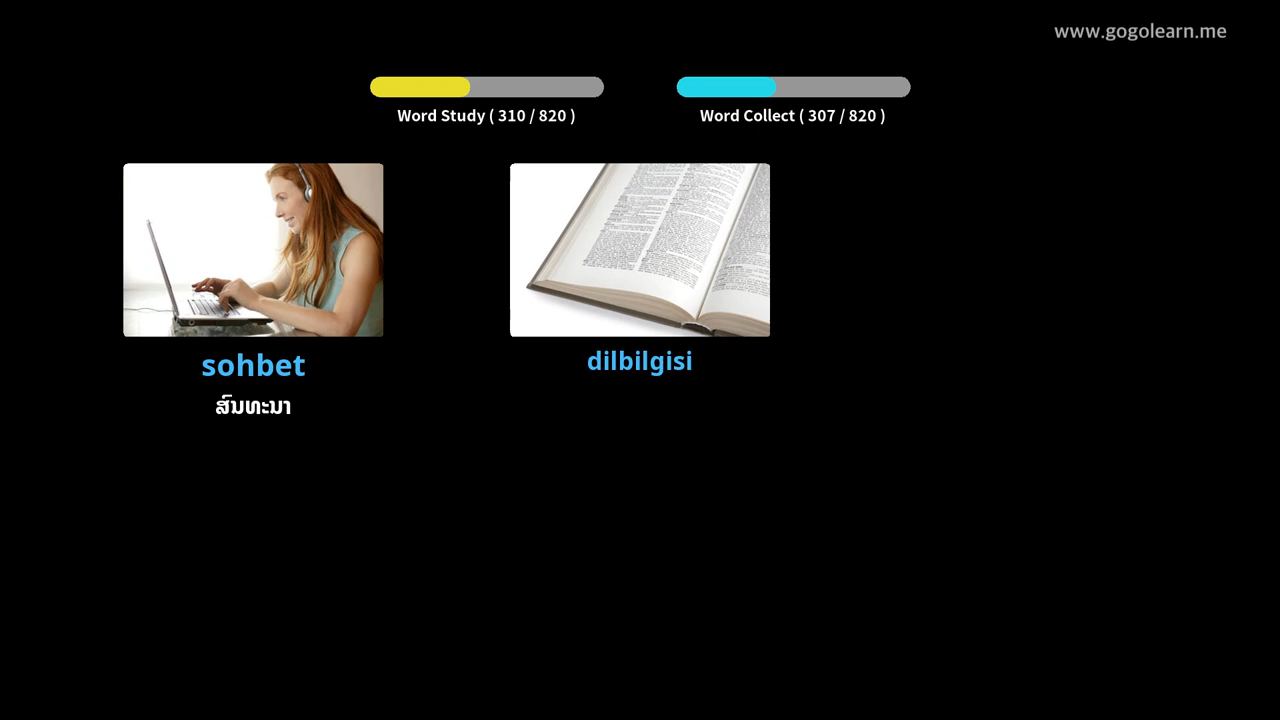 www.gogolearn.me
Word Study ( 310 / 820 )
Word Collect ( 307 / 820 )
sohbet
ສົນທະນາ
dilbilgisi